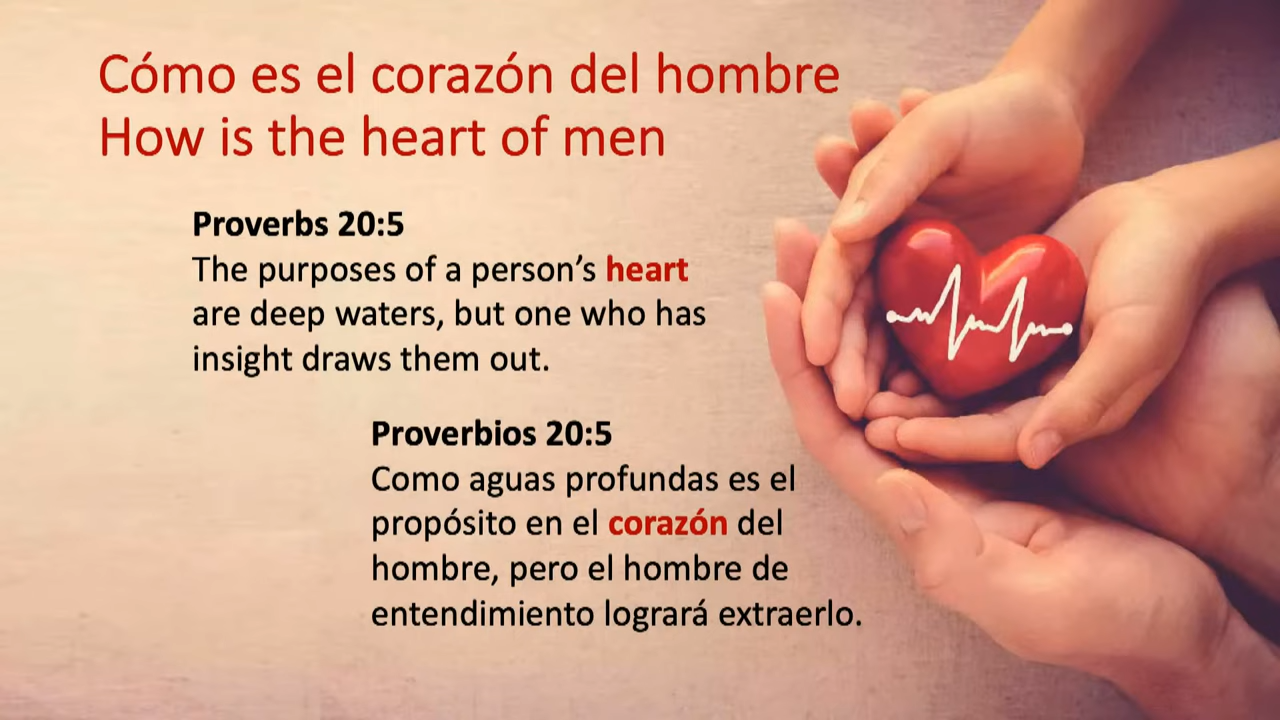 Cómo es el corazón del hombre
How is the heart of men
Proverbs 20:5
The purposes of a person’s heart
are deep waters, but one who has
insight draws them out.
Proverbios 20:5
Como aguas profundas es el
propósito en el corazón del
hombre, pero el hombre de
entendimiento logrará extraerlo.